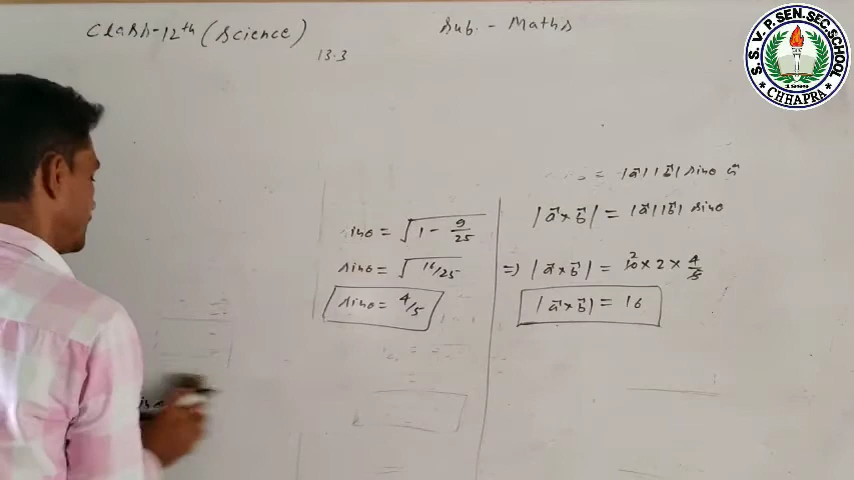 Class-12th (Science)
Sub. - Maths
13.3
S. S. V. P. SEN. SEC. SCHOOL
* CHHAPRA *
= |a⃗| |b⃗| sinθ n̂
|a⃗ × b⃗| = |a⃗| |b⃗| sinθ
=> |a⃗ × b⃗| = 10 2 × 2 × 4/5
|a⃗ × b⃗| = 16
sinθ = √1 - 9/25
sinθ = √16/25
sinθ = 4/5